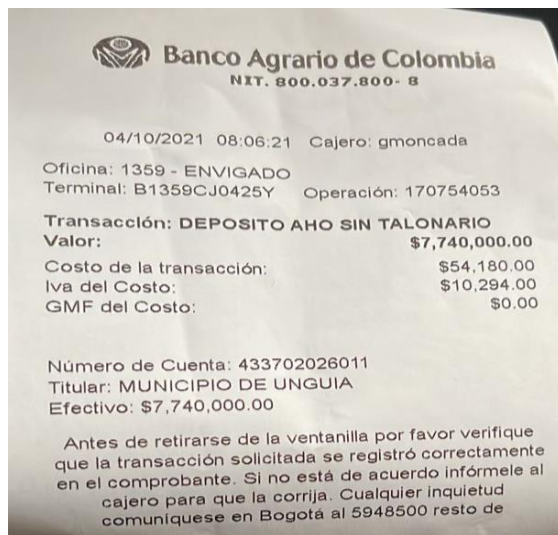 Banco Agrario de Colombia
NIT. 800.037.800- 8
04/10/2021 08:06:21 Cajero: gmoncada
Oficina: 1359 - ENVIGADO
Terminal: B1359CJ0425Y Operación: 170754053
Transacción: DEPOSITO AHO SIN TALONARIO
Valor: $7,740,000.00
Costo de la transacción: $54,180.00
Iva del Costo: $10,294.00
GMF del Costo: $0.00
Número de Cuenta: 433702026011
Titular: MUNICIPIO DE UNGUIA
Efectivo: $7,740,000.00
Antes de retirarse de la ventanilla por favor verifique
que la transacción solicitada se registró correctamente
en el comprobante. Si no está de acuerdo infórmele al
cajero para que la corrija. Cualquier inquietud
comuníquese en Bogotá al 5948500 resto de